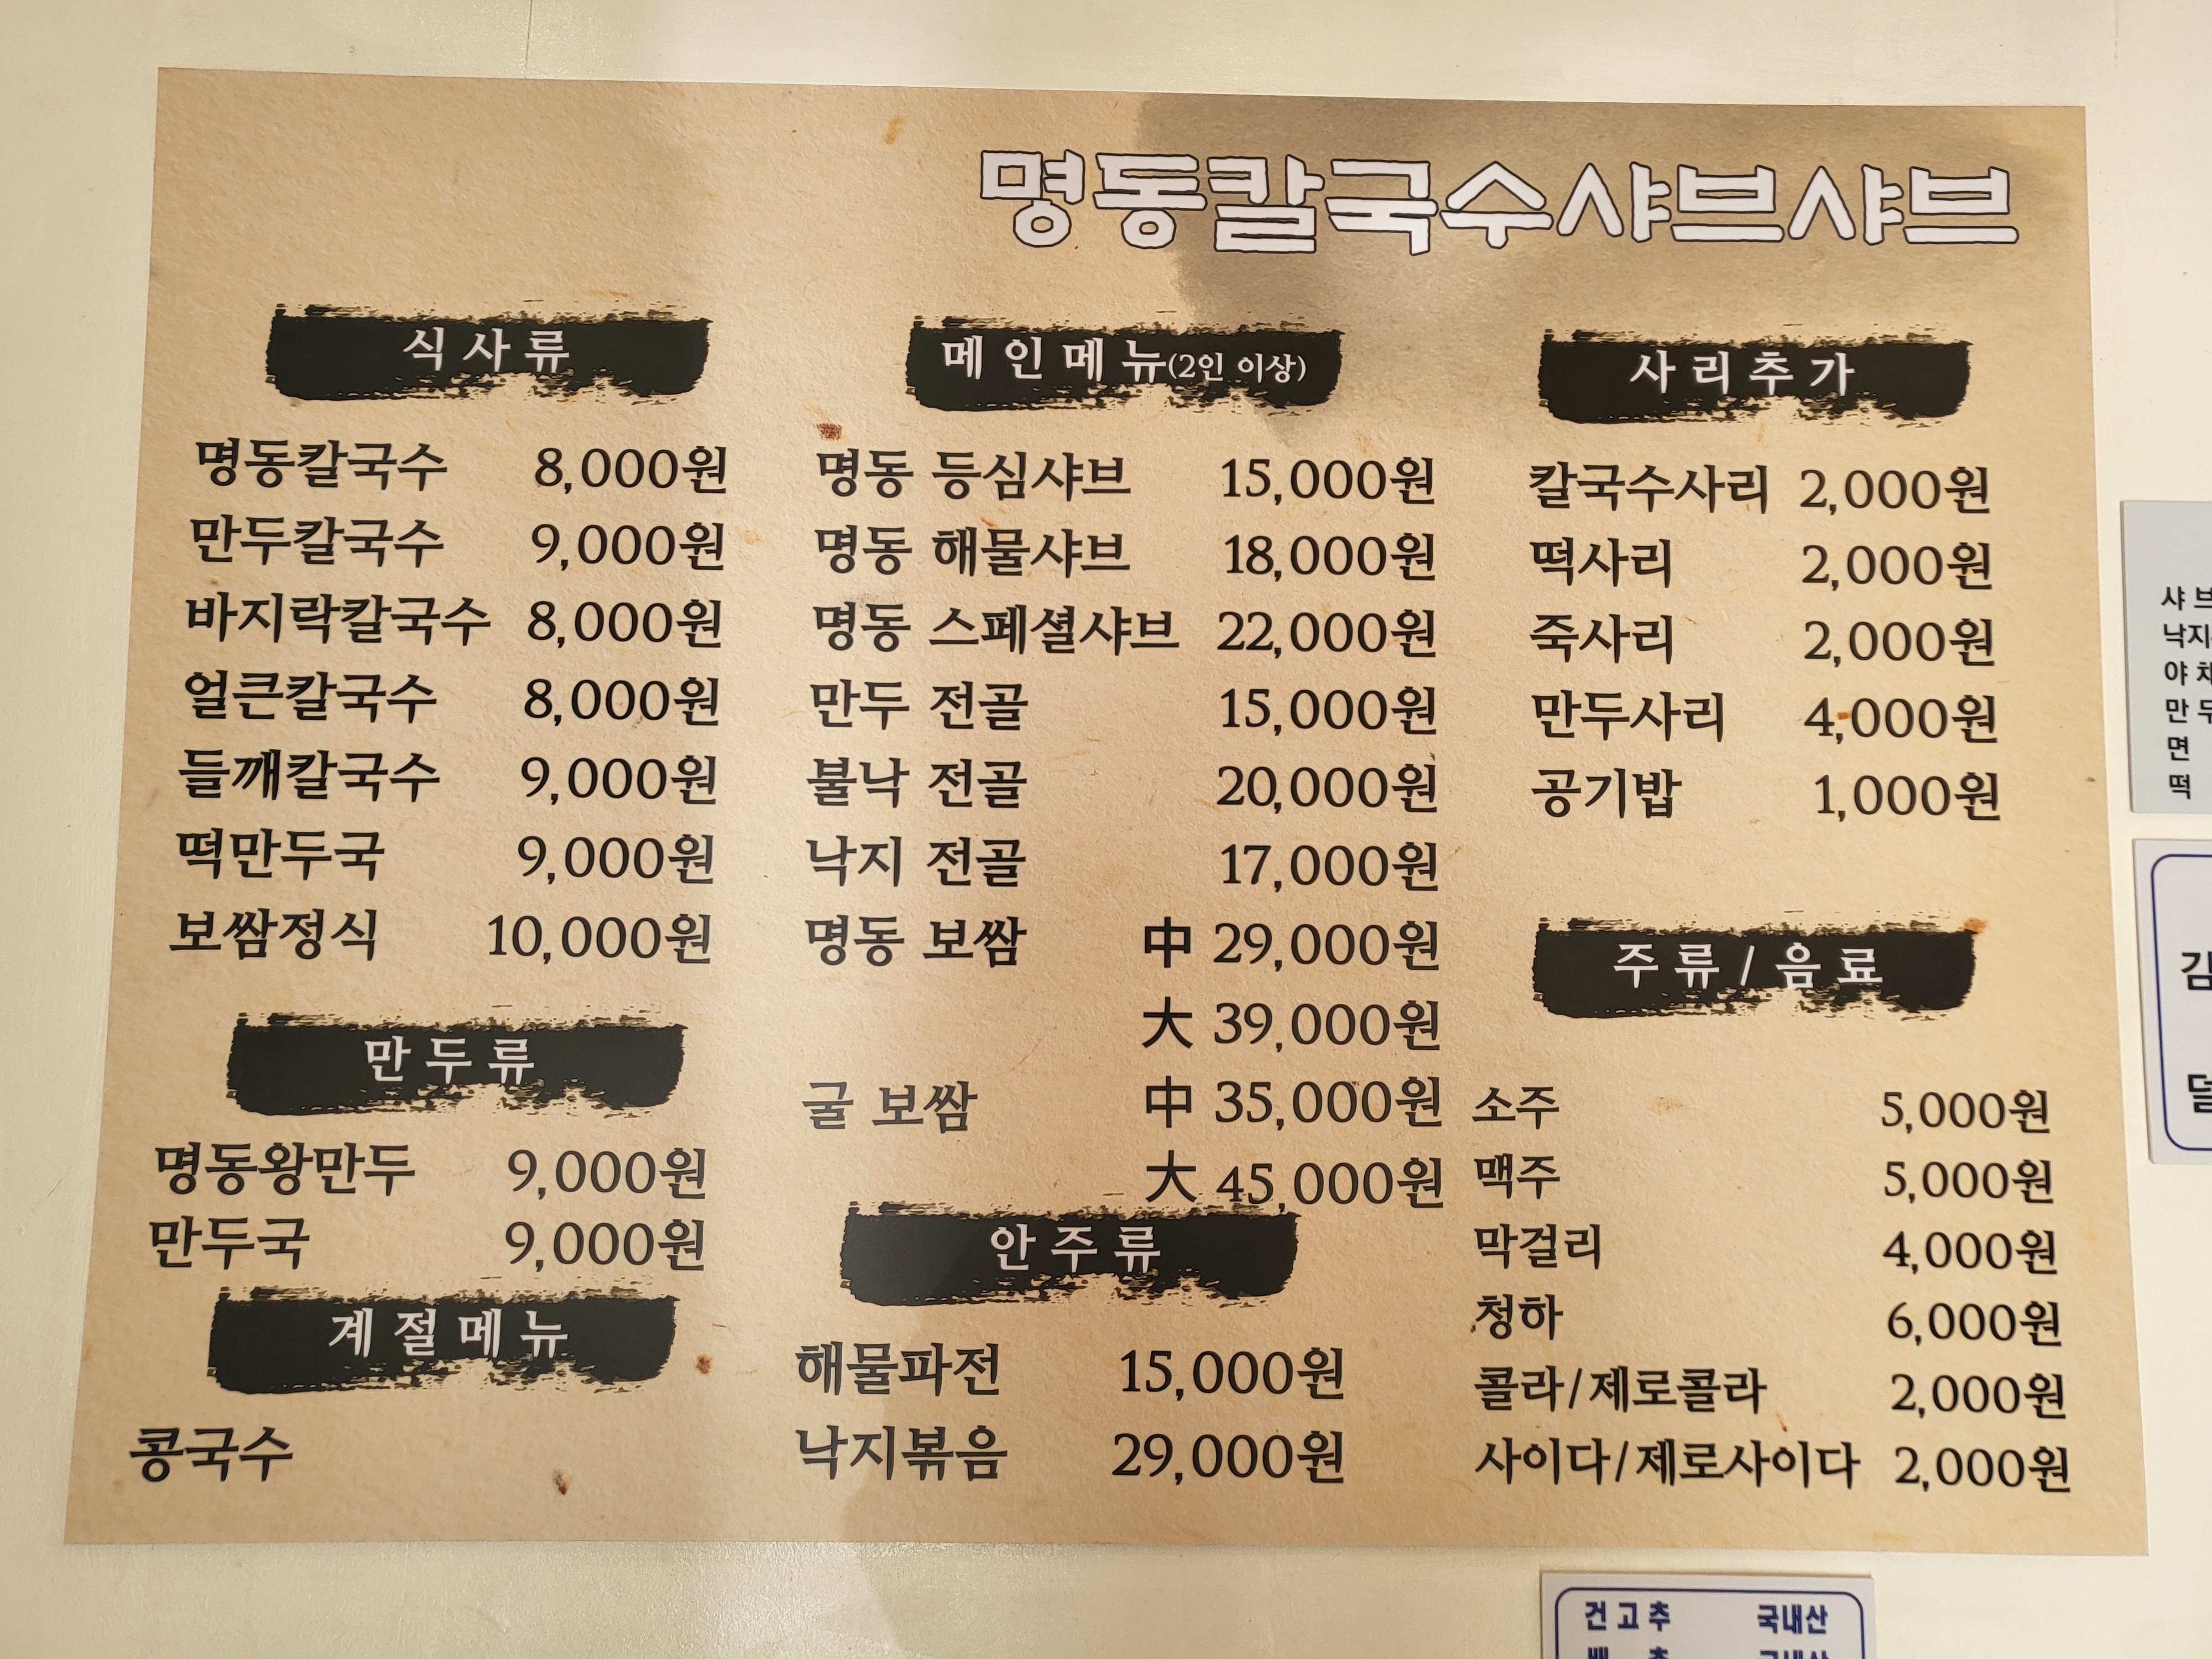 명동칼국수샤브샤브
식사류
명동칼국수 8,000원
만두칼국수 9,000원
바지락칼국수 8,000원
얼큰칼국수 8,000원
들깨칼국수 9,000원
떡만두국 9,000원
보쌈정식 10,000원
만두류
명동왕만두 9,000원
만두국 9,000원
계절메뉴
콩국수
메인메뉴(2인 이상)
명동 등심샤브 15,000원
명동 해물샤브 18,000원
명동 스페셜샤브 22,000원
만두 전골 15,000원
불낙 전골 20,000원
낙지 전골 17,000원
명동 보쌈 中 29,000원
大 39,000원
굴 보쌈 中 35,000원
大 45,000원
안주류
해물파전 15,000원
낙지볶음 29,000원
사리추가
칼국수사리 2,000원
떡사리 2,000원
죽사리 2,000원
만두사리 4,000원
공기밥 1,000원
주류/음료
소주 5,000원
맥주 5,000원
막걸리 4,000원
청하 6,000원
콜라/제로콜라 2,000원
사이다/제로사이다 2,000원
샤브
낙지
야
만
면
떡
건고추 국내산